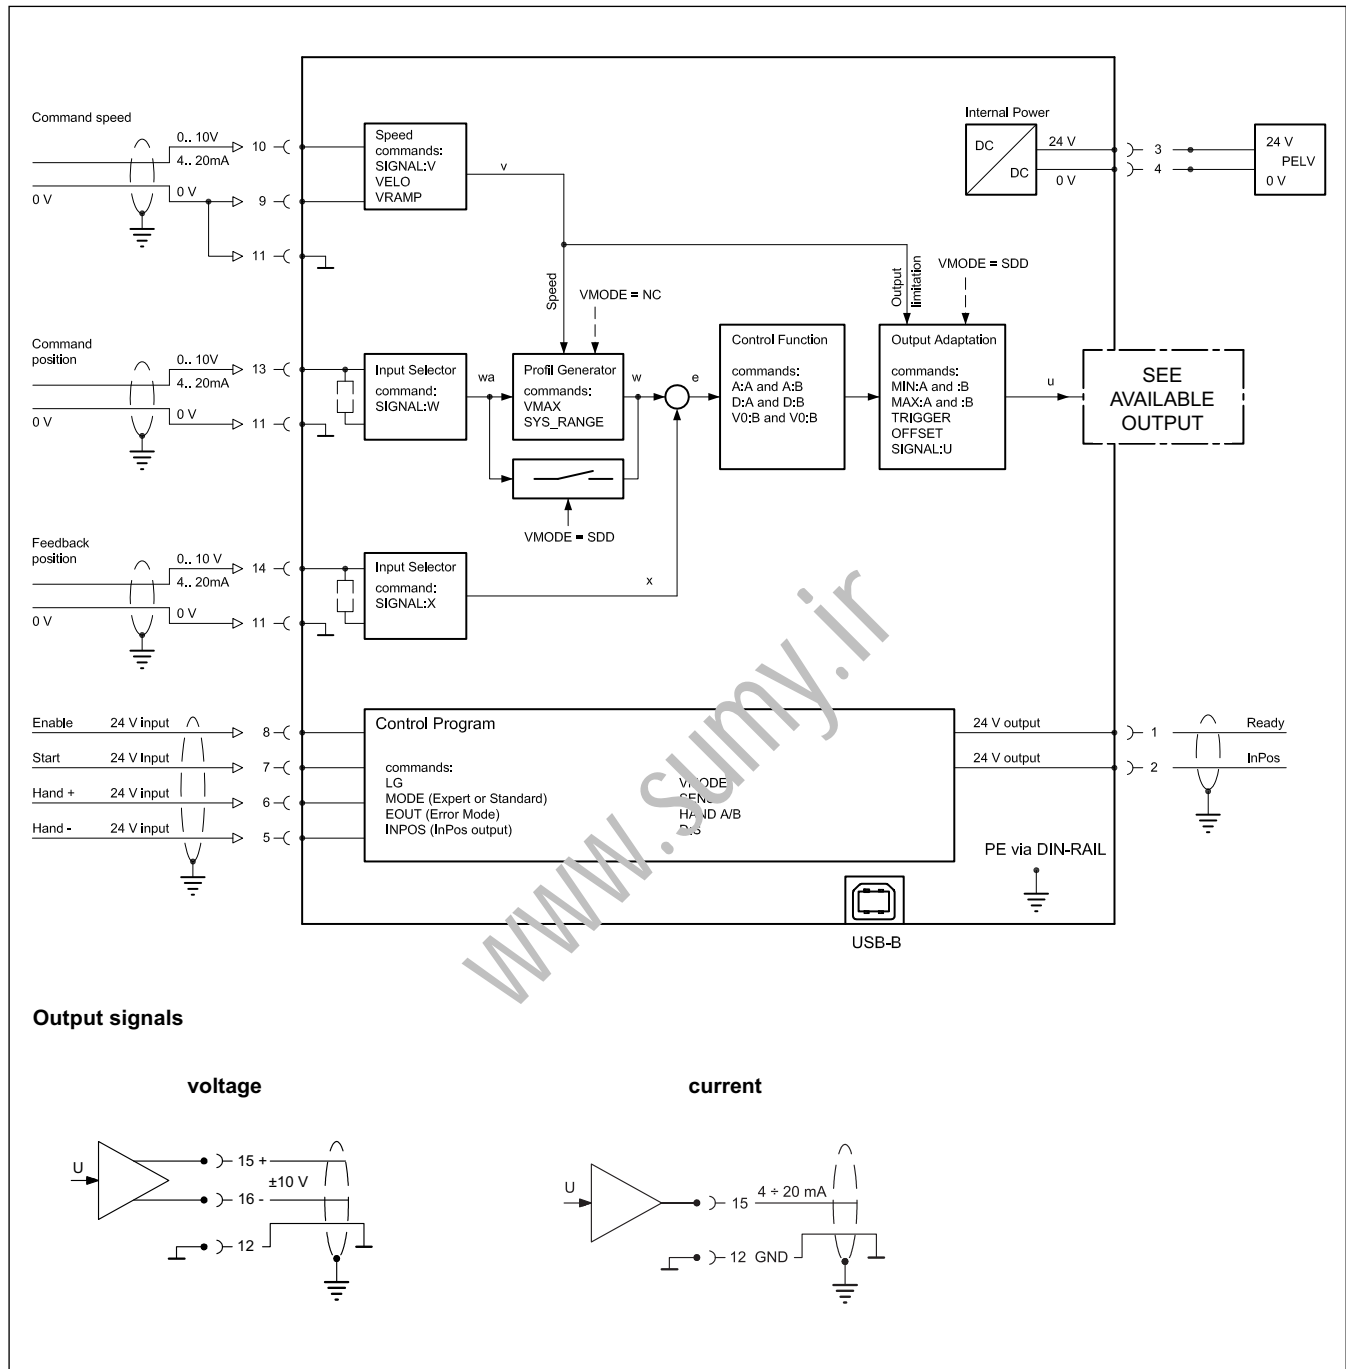 Command speed
0.. 10V
4.. 20mA
0 V
0 V
10
9
11
Speed
commands:
SIGNAL:V
VELO
VRAMP
v
Internal Power
DC
DC
24 V
0 V
3
4
24 V
PELV
0 V
Speed
VMODE = NC
Output
limitation
VMODE = SDD
Command
position
0.. 10V
4.. 20mA
0 V
0 V
13
11
Input Selector
command:
SIGNAL:W
wa
Profil Generator
commands:
VMAX
SYS_RANGE
w
e
Control Function
commands:
A:A and A:B
D:A and D:B
V0:B and V0:B
Output Adaptation
commands:
MIN:A and :B
MAX:A and :B
TRIGGER
OFFSET
SIGNAL:U
u
SEE
AVAILABLE
OUTPUT
VMODE = SDD
Feedback
position
0.. 10 V
4.. 20mA
0 V
0 V
14
11
Input Selector
command:
SIGNAL:X
x
Enable 24 V input 8
Start 24 V Input 7
Hand + 24 V input 6
Hand - 24 V input 5
Control Program
commands:
LG
MODE (Expert or Standard)
EOUT (Error Mode)
INPOS (InPos output)
VMODE
HAND A/B
24 V output 1 Ready
24 V output 2 InPos
PE via DIN-RAIL
USB-B
www.sumy.ir
Output signals
voltage
U
15 +
±10 V
16 -
12
current
U
15
4 ÷ 20 mA
12 GND